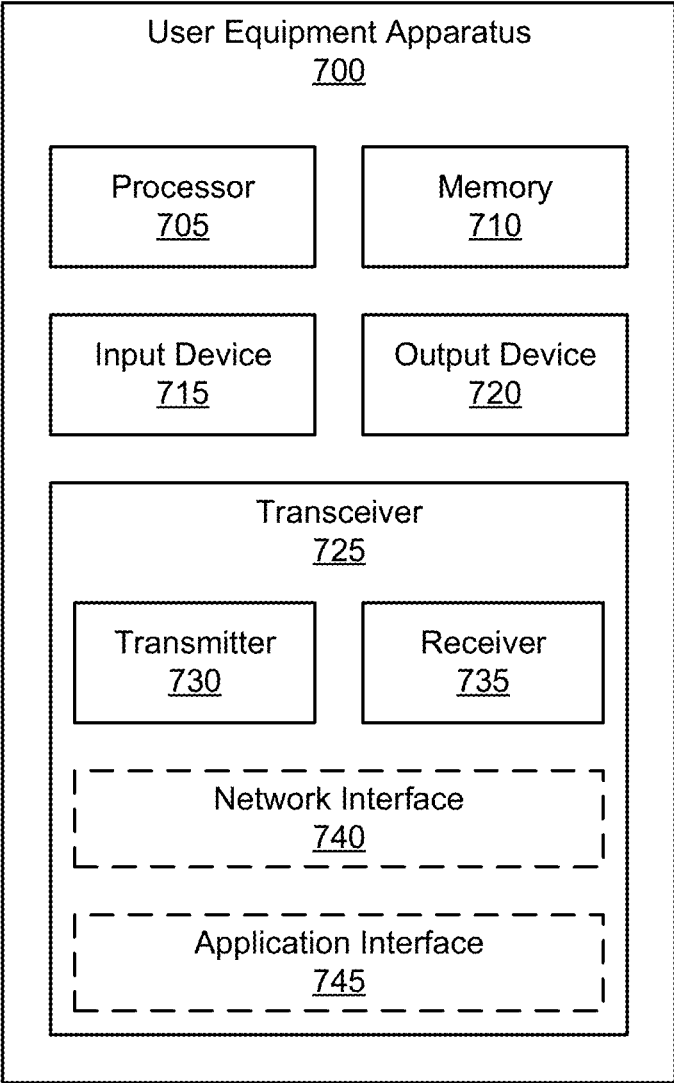 User Equipment Apparatus
700
Processor
705
Memory
710
Input Device
715
Output Device
720
Transceiver
725
Transmitter
730
Receiver
735
Network Interface
740
Application Interface
745